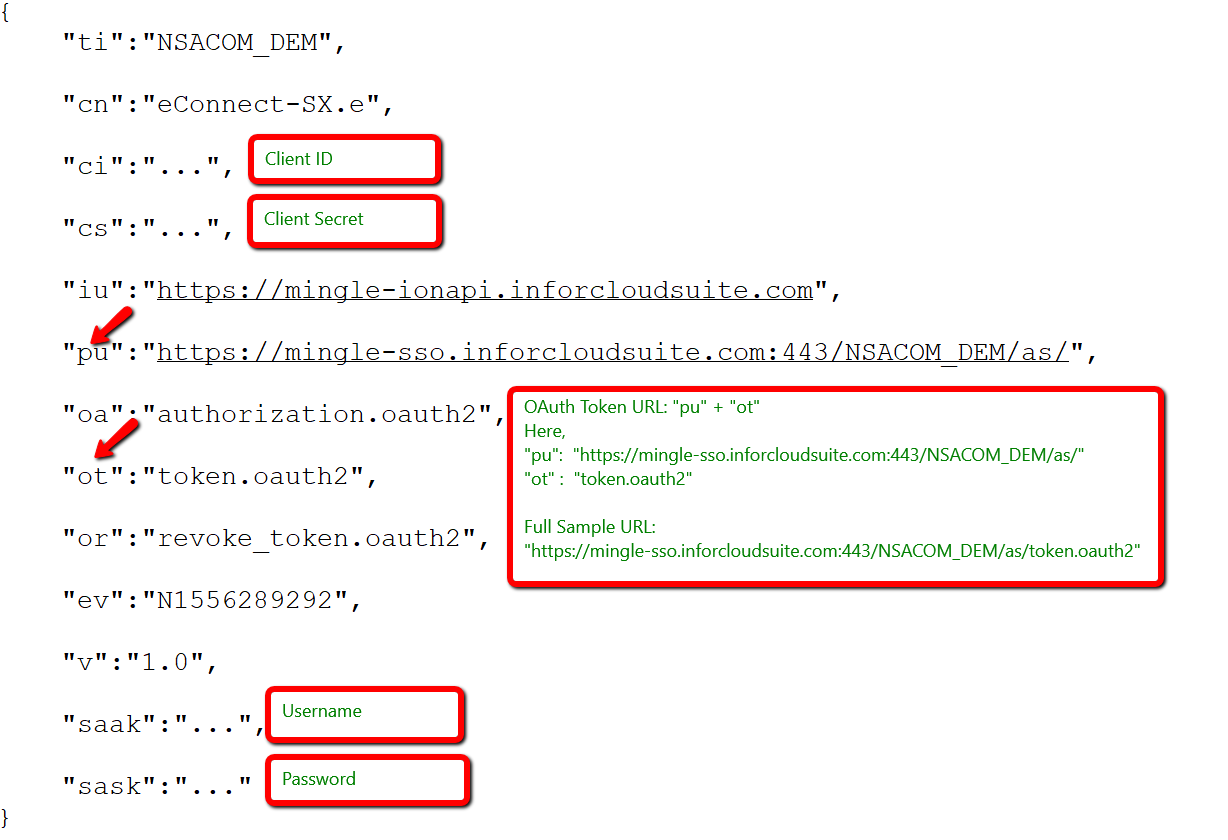 {
"ti":"NSACOM_DEM",
"cn":"eConnect-SX.e",
"ci":"...", Client ID
"cs":"...", Client Secret
"iu":"https://mingle-ionapi.inforcloudsuite.com",
"pu":"https://mingle-sso.inforcloudsuite.com:443/NSACOM_DEM/as/",
"oa":"authorization.oauth2",
"ot":"token.oauth2",
"or":"revoke_token.oauth2",
OAuth Token URL: "pu" + "ot"
Here,
"pu": "https://mingle-sso.inforcloudsuite.com:443/NSACOM_DEM/as/"
"ot" : "token.oauth2"
Full Sample URL:
"https://mingle-sso.inforcloudsuite.com:443/NSACOM_DEM/as/token.oauth2"
"ev":"N1556289292",
"v":"1.0",
"saak":"...", Username
"sask":"..." Password
}